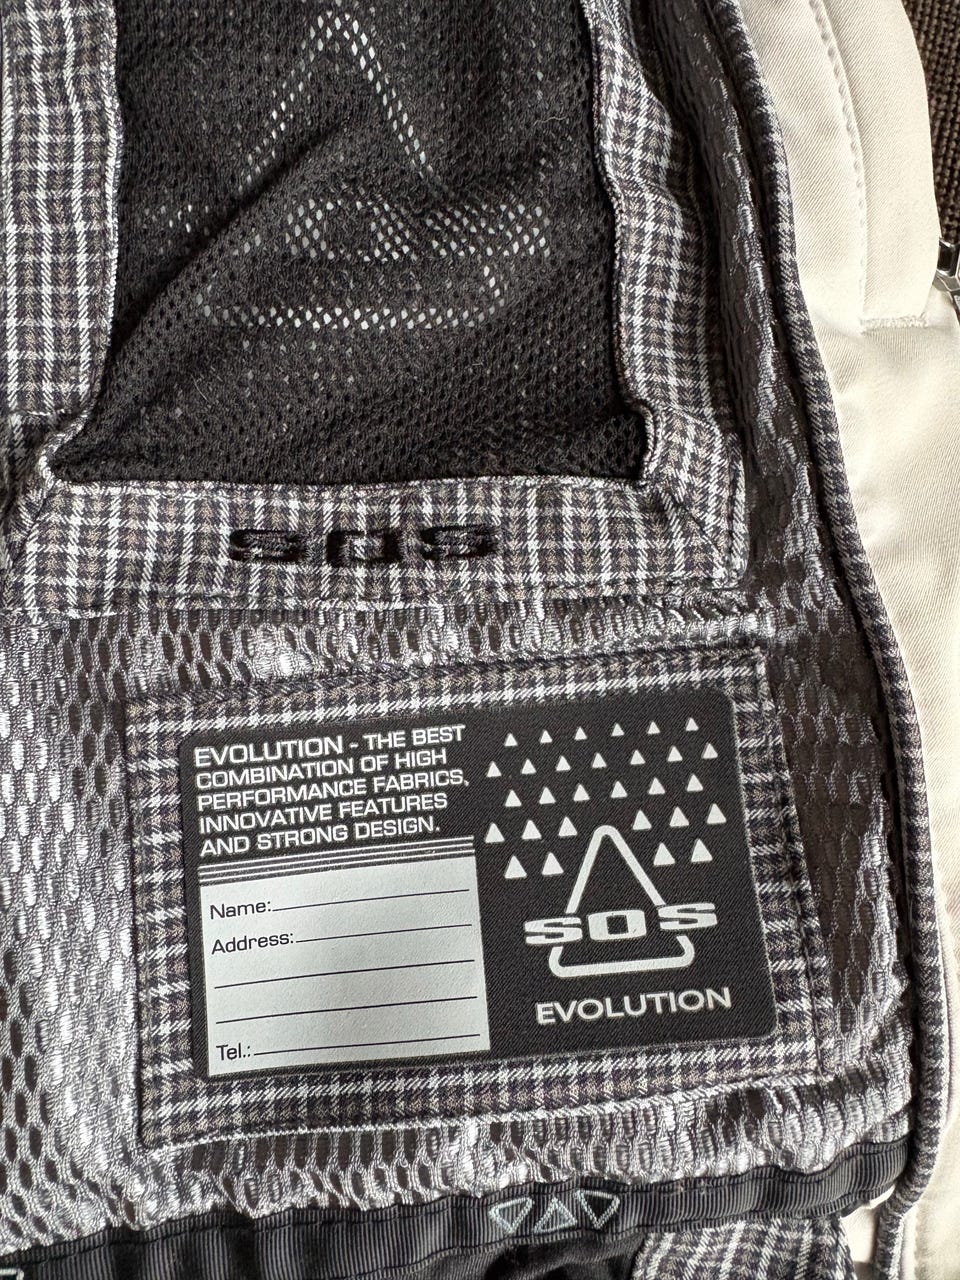 SOS
SOS
EVOLUTION - THE BEST
COMBINATION OF HIGH
PERFORMANCE FABRICS,
INNOVATIVE FEATURES
AND STRONG DESIGN.
Name:
Address:
Tel.:
SOS
EVOLUTION